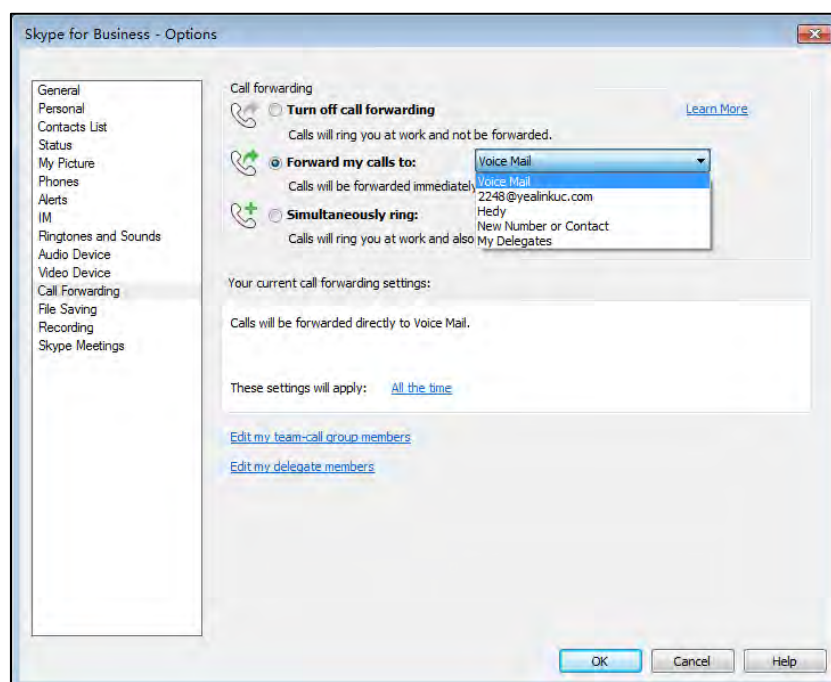 Skype for Business - Options
General
Personal
Contacts List
Status
My Picture
Phones
Alerts
IM
Ringtones and Sounds
Audio Device
Video Device
Call Forwarding
File Saving
Recording
Skype Meetings
Call forwarding
Turn off call forwarding
Learn More
Calls will ring you at work and not be forwarded.
Forward my calls to:
Voice Mail
Calls will be forwarded immediately
Voice Mail
2248@yealinkuc.com
Hedy
New Number or Contact
My Delegates
Simultaneously ring:
Calls will ring you at work and also
Your current call forwarding settings:
Calls will be forwarded directly to Voice Mail.
These settings will apply: All the time
Edit my team-call group members
Edit my delegate members
OK
Cancel
Help